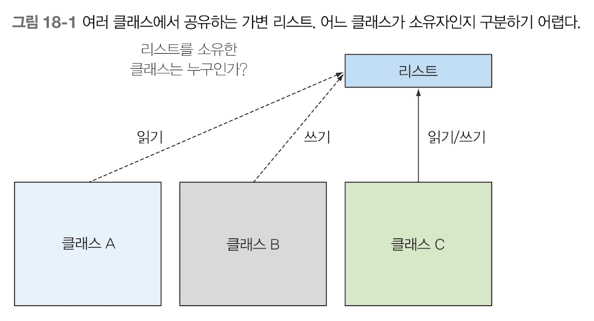 그림 18-1 여러 클래스에서 공유하는 가변 리스트. 어느 클래스가 소유자인지 구분하기 어렵다.
리스트를 소유한
클래스는 누구인가?
리스트
읽기
쓰기
읽기/쓰기
클래스 A
클래스 B
클래스 C